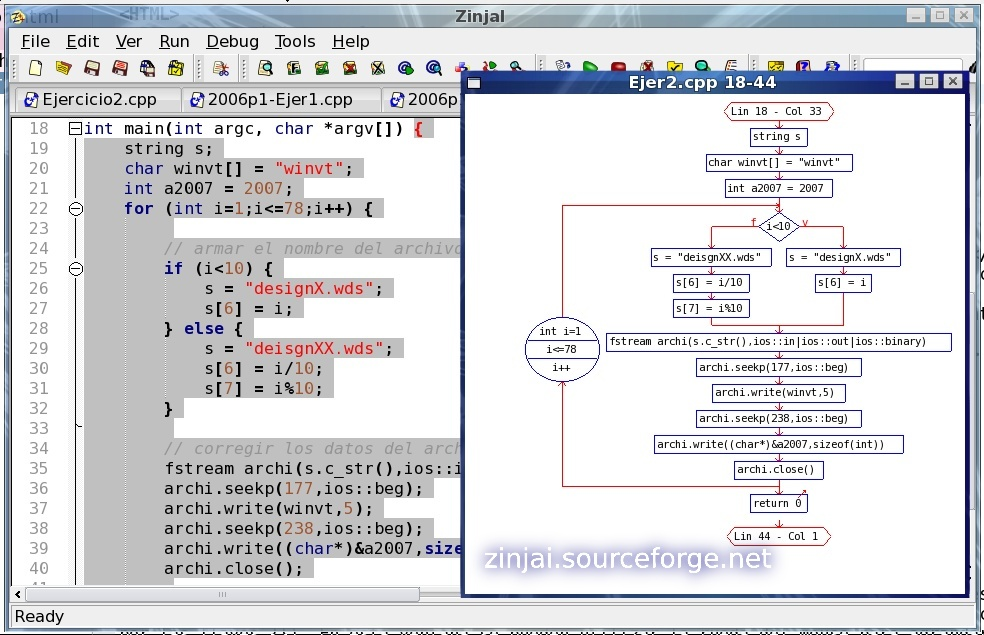 <HTML>
ZinjaI
File Edit Ver Run Debug Tools Help
Ejercicio2.cpp 2006p1-Ejer1.cpp 2006p
18 int main(int argc, char *argv[]) {
19 string s;
20 char winvt[] = "winvt";
21 int a2007 = 2007;
22 for (int i=1;i<=78;i++) {
23
24 // armar el nombre del archivo
25 if (i<10) {
26 s = "designX.wds";
27 s[6] = i;
28 } else {
29 s = "deisgnXX.wds";
30 s[6] = i/10;
31 s[7] = i%10;
32 }
33
34 // corregir los datos del arch
35 fstream archi(s.c_str(),ios::i
36 archi.seekp(177,ios::beg);
37 archi.write(winvt,5);
38 archi.seekp(238,ios::beg);
39 archi.write((char*)&a2007,size
40 archi.close();
Ready
Ejer2.cpp 18-44
Lin 18 - Col 33
string s
char winvt[] = "winvt"
int a2007 = 2007
f i<10 v
s = "deisgnXX.wds" s = "designX.wds"
s[6] = i/10 s[6] = i
s[7] = i%10
int i=1
i<=78
i++
fstream archi(s.c_str(),ios::in|ios::out|ios::binary)
archi.seekp(177,ios::beg)
archi.write(winvt,5)
archi.seekp(238,ios::beg)
archi.write((char*)&a2007,sizeof(int))
archi.close()
return 0
Lin 44 - Col 1
zinjai.sourceforge.net